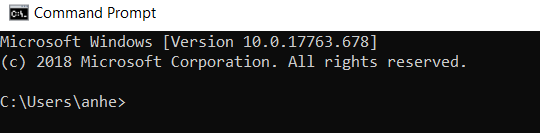 Command Prompt
Microsoft Windows [Version 10.0.17763.678]
(c) 2018 Microsoft Corporation. All rights reserved.
C:\Users\anhe>